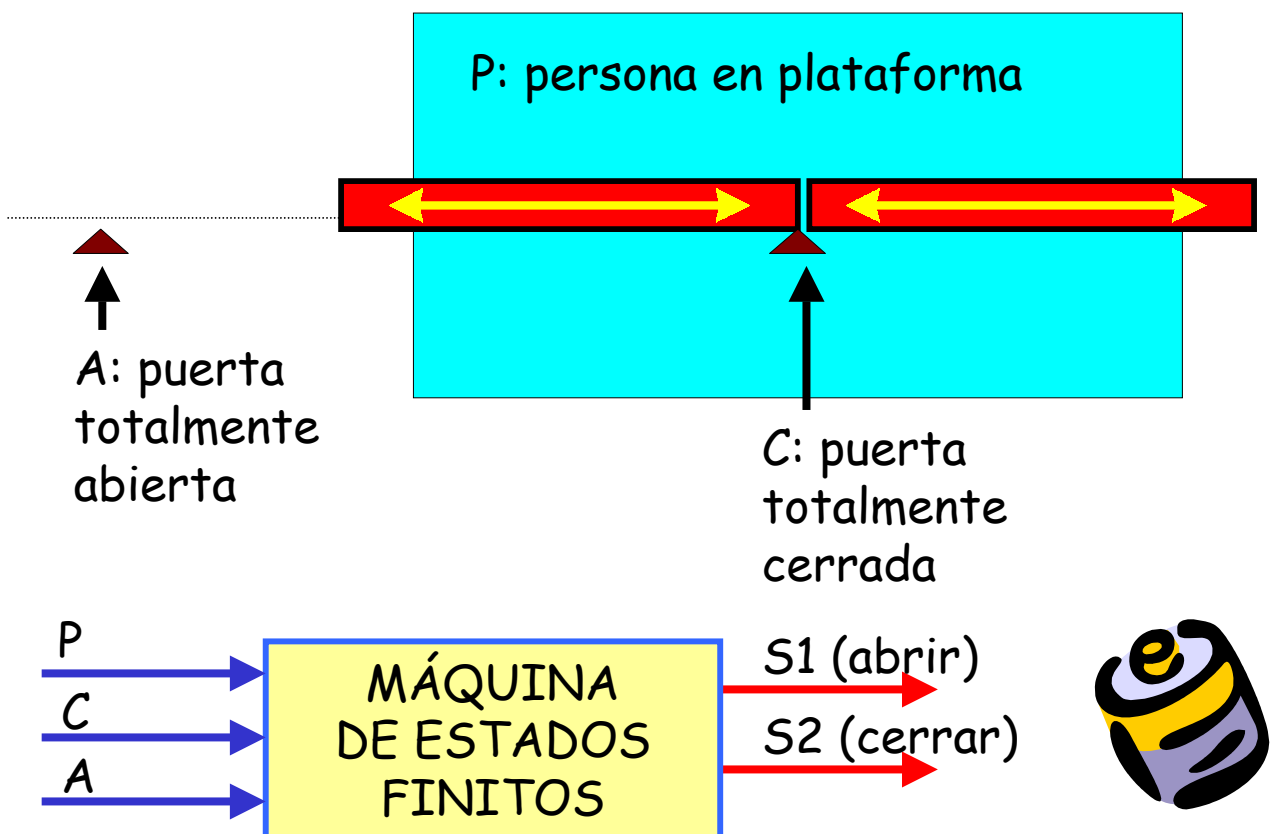 P: persona en plataforma
A: puerta
totalmente
abierta
C: puerta
totalmente
cerrada
P
C
A
MÁQUINA
DE ESTADOS
FINITOS
S1 (abrir)
S2 (cerrar)